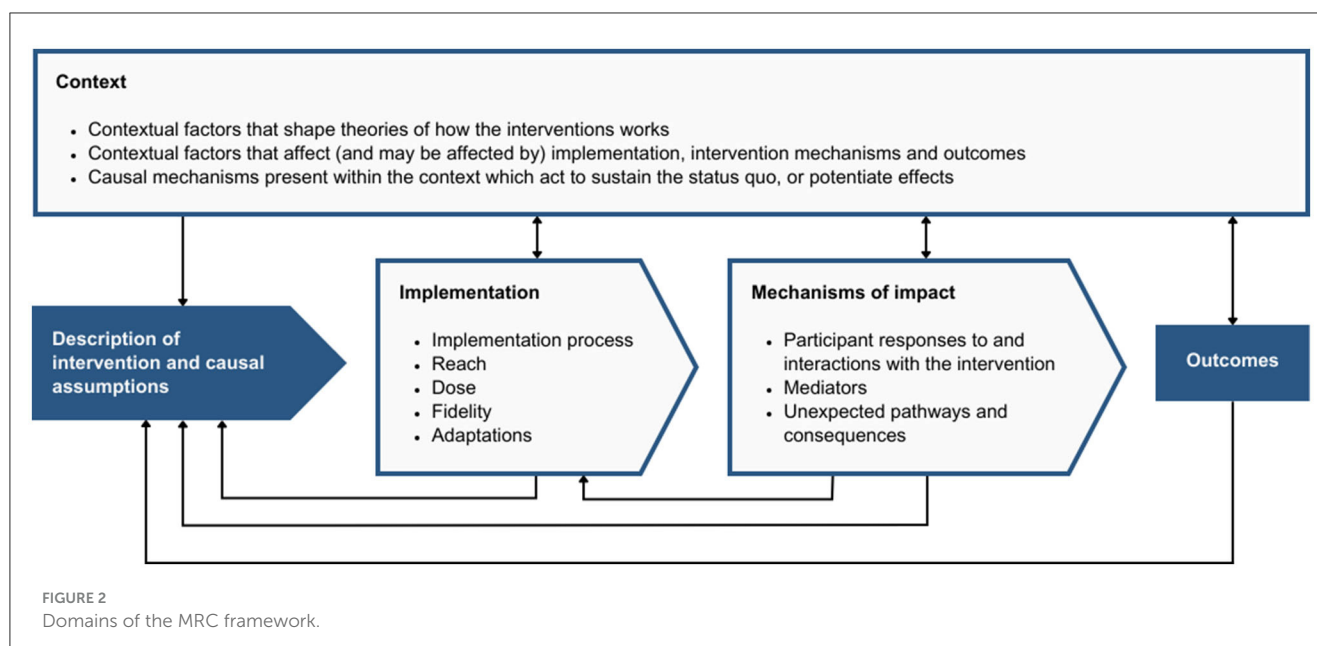 Context
• Contextual factors that shape theories of how the interventions works
• Contextual factors that affect (and may be affected by) implementation, intervention mechanisms and outcomes
• Causal mechanisms present within the context which act to sustain the status quo, or potentiate effects
Description of
intervention and causal
assumptions
Implementation
• Implementation process
• Reach
• Dose
• Fidelity
• Adaptations
Mechanisms of impact
• Participant responses to and
interactions with the intervention
• Mediators
• Unexpected pathways and
consequences
Outcomes
FIGURE 2
Domains of the MRC framework.